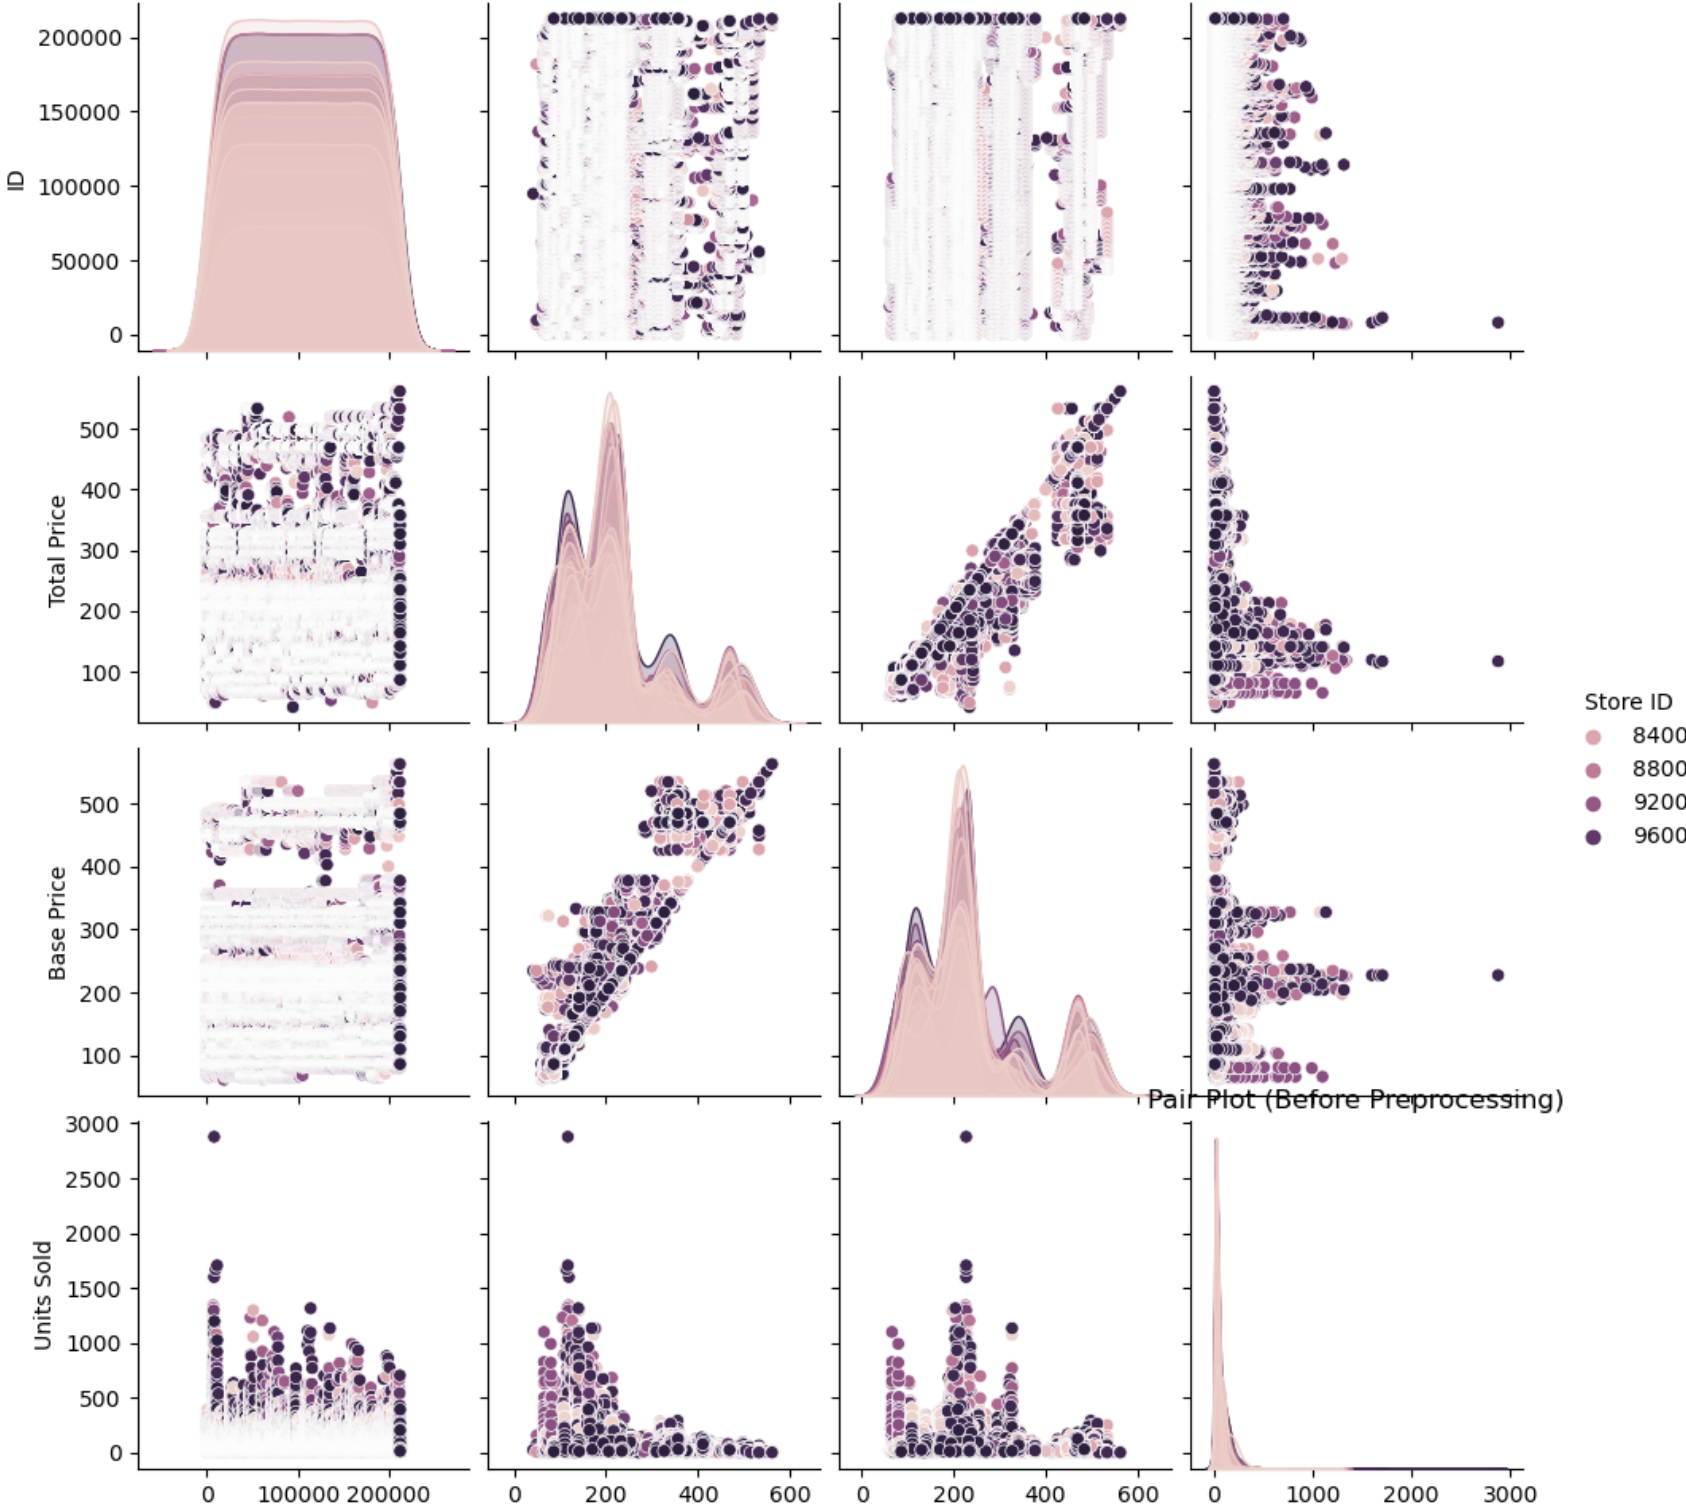 200000
150000
100000
50000
0
ID
0 200 400 600
0 200 400 600
0 1000 2000 3000
500
400
300
200
100
Total Price
500
400
300
200
100
Base Price
Store ID
8400
8800
9200
9600
Pair Plot (Before Preprocessing)
3000
2500
2000
1500
1000
500
0
Units Sold
0 100000 200000